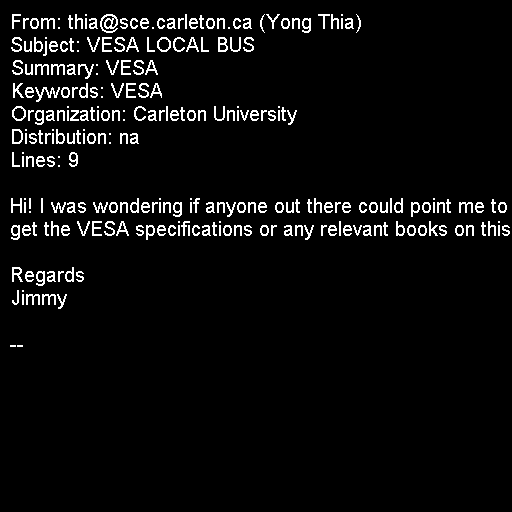 From: thia@sce.carleton.ca (Yong Thia)
Subject: VESA LOCAL BUS
Summary: VESA
Keywords: VESA
Organization: Carleton University
Distribution: na
Lines: 9

Hi! I was wondering if anyone out there could point me to
get the VESA specifications or any relevant books on this

Regards
Jimmy

--